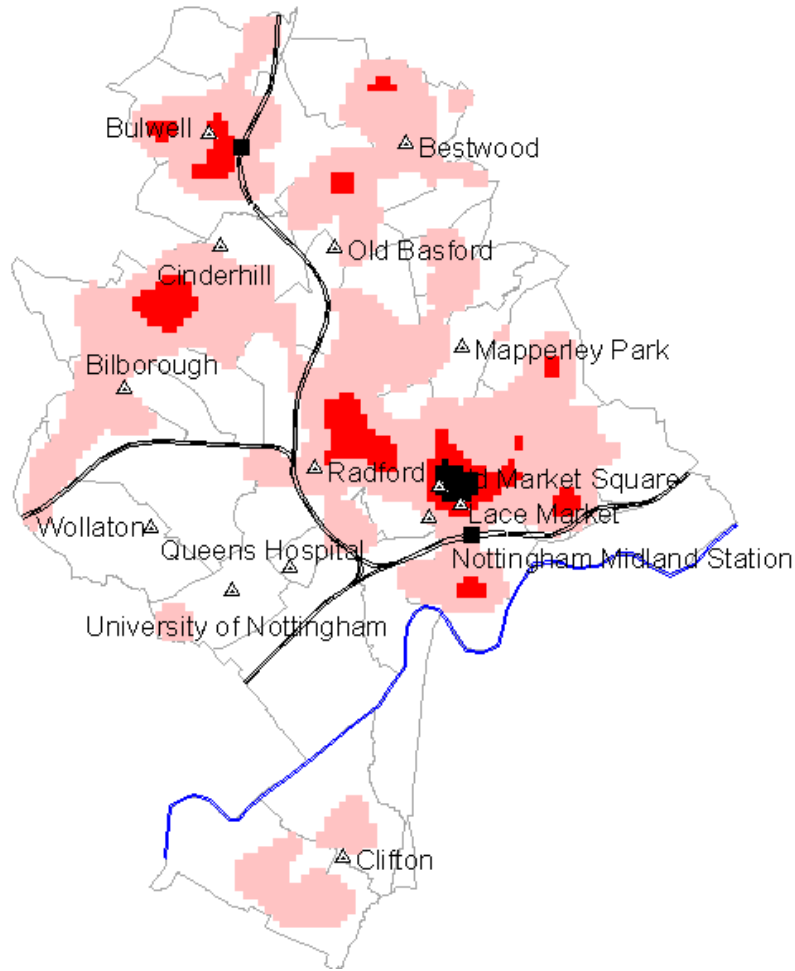 Bulwell
Bestwood
Old Basford
Cinderhill
Mapperley Park
Bilborough
Radford
Market Square
Lace Market
Wollaton
Queens Hospital
Nottingham Midland Station
University of Nottingham
Clifton